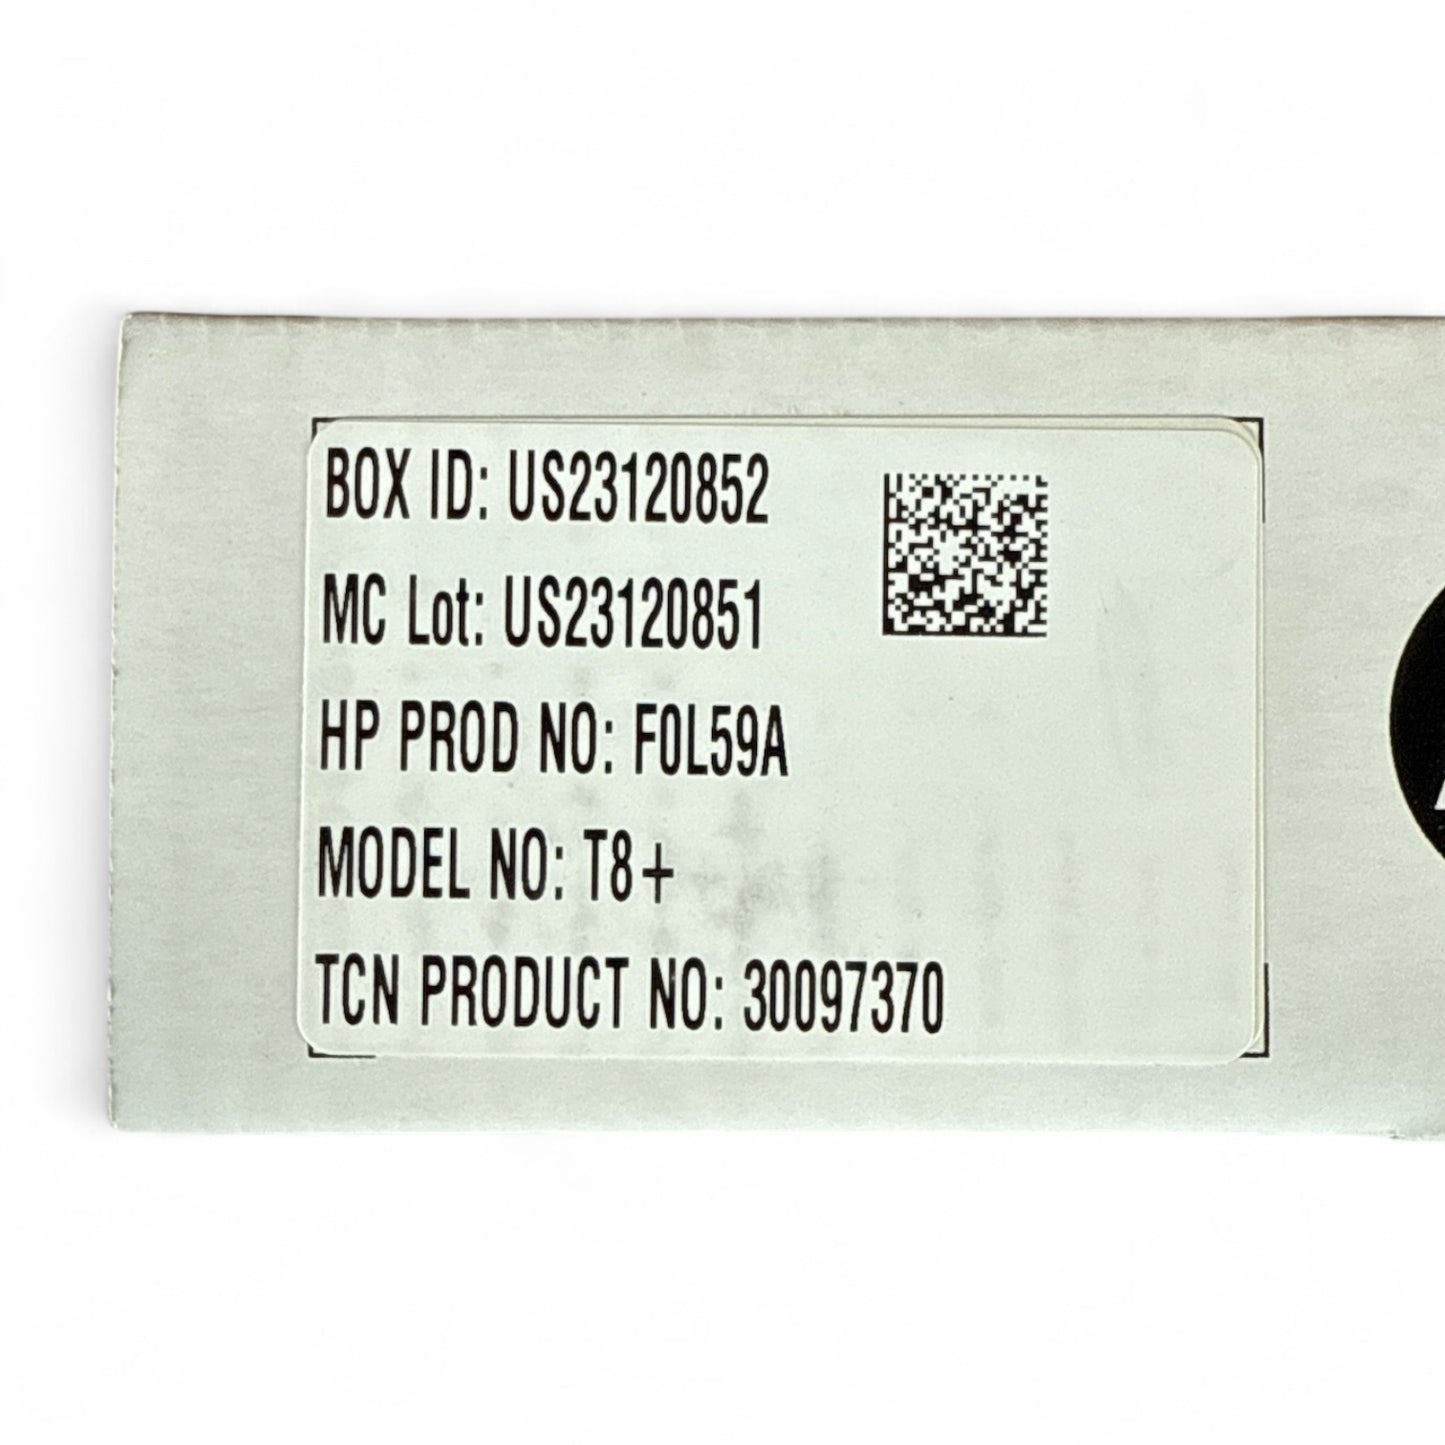 BOX ID: US23120852
MC Lot: US23120851
HP PROD NO: F0L59A
MODEL NO: T8+
TCN PRODUCT NO: 30097370